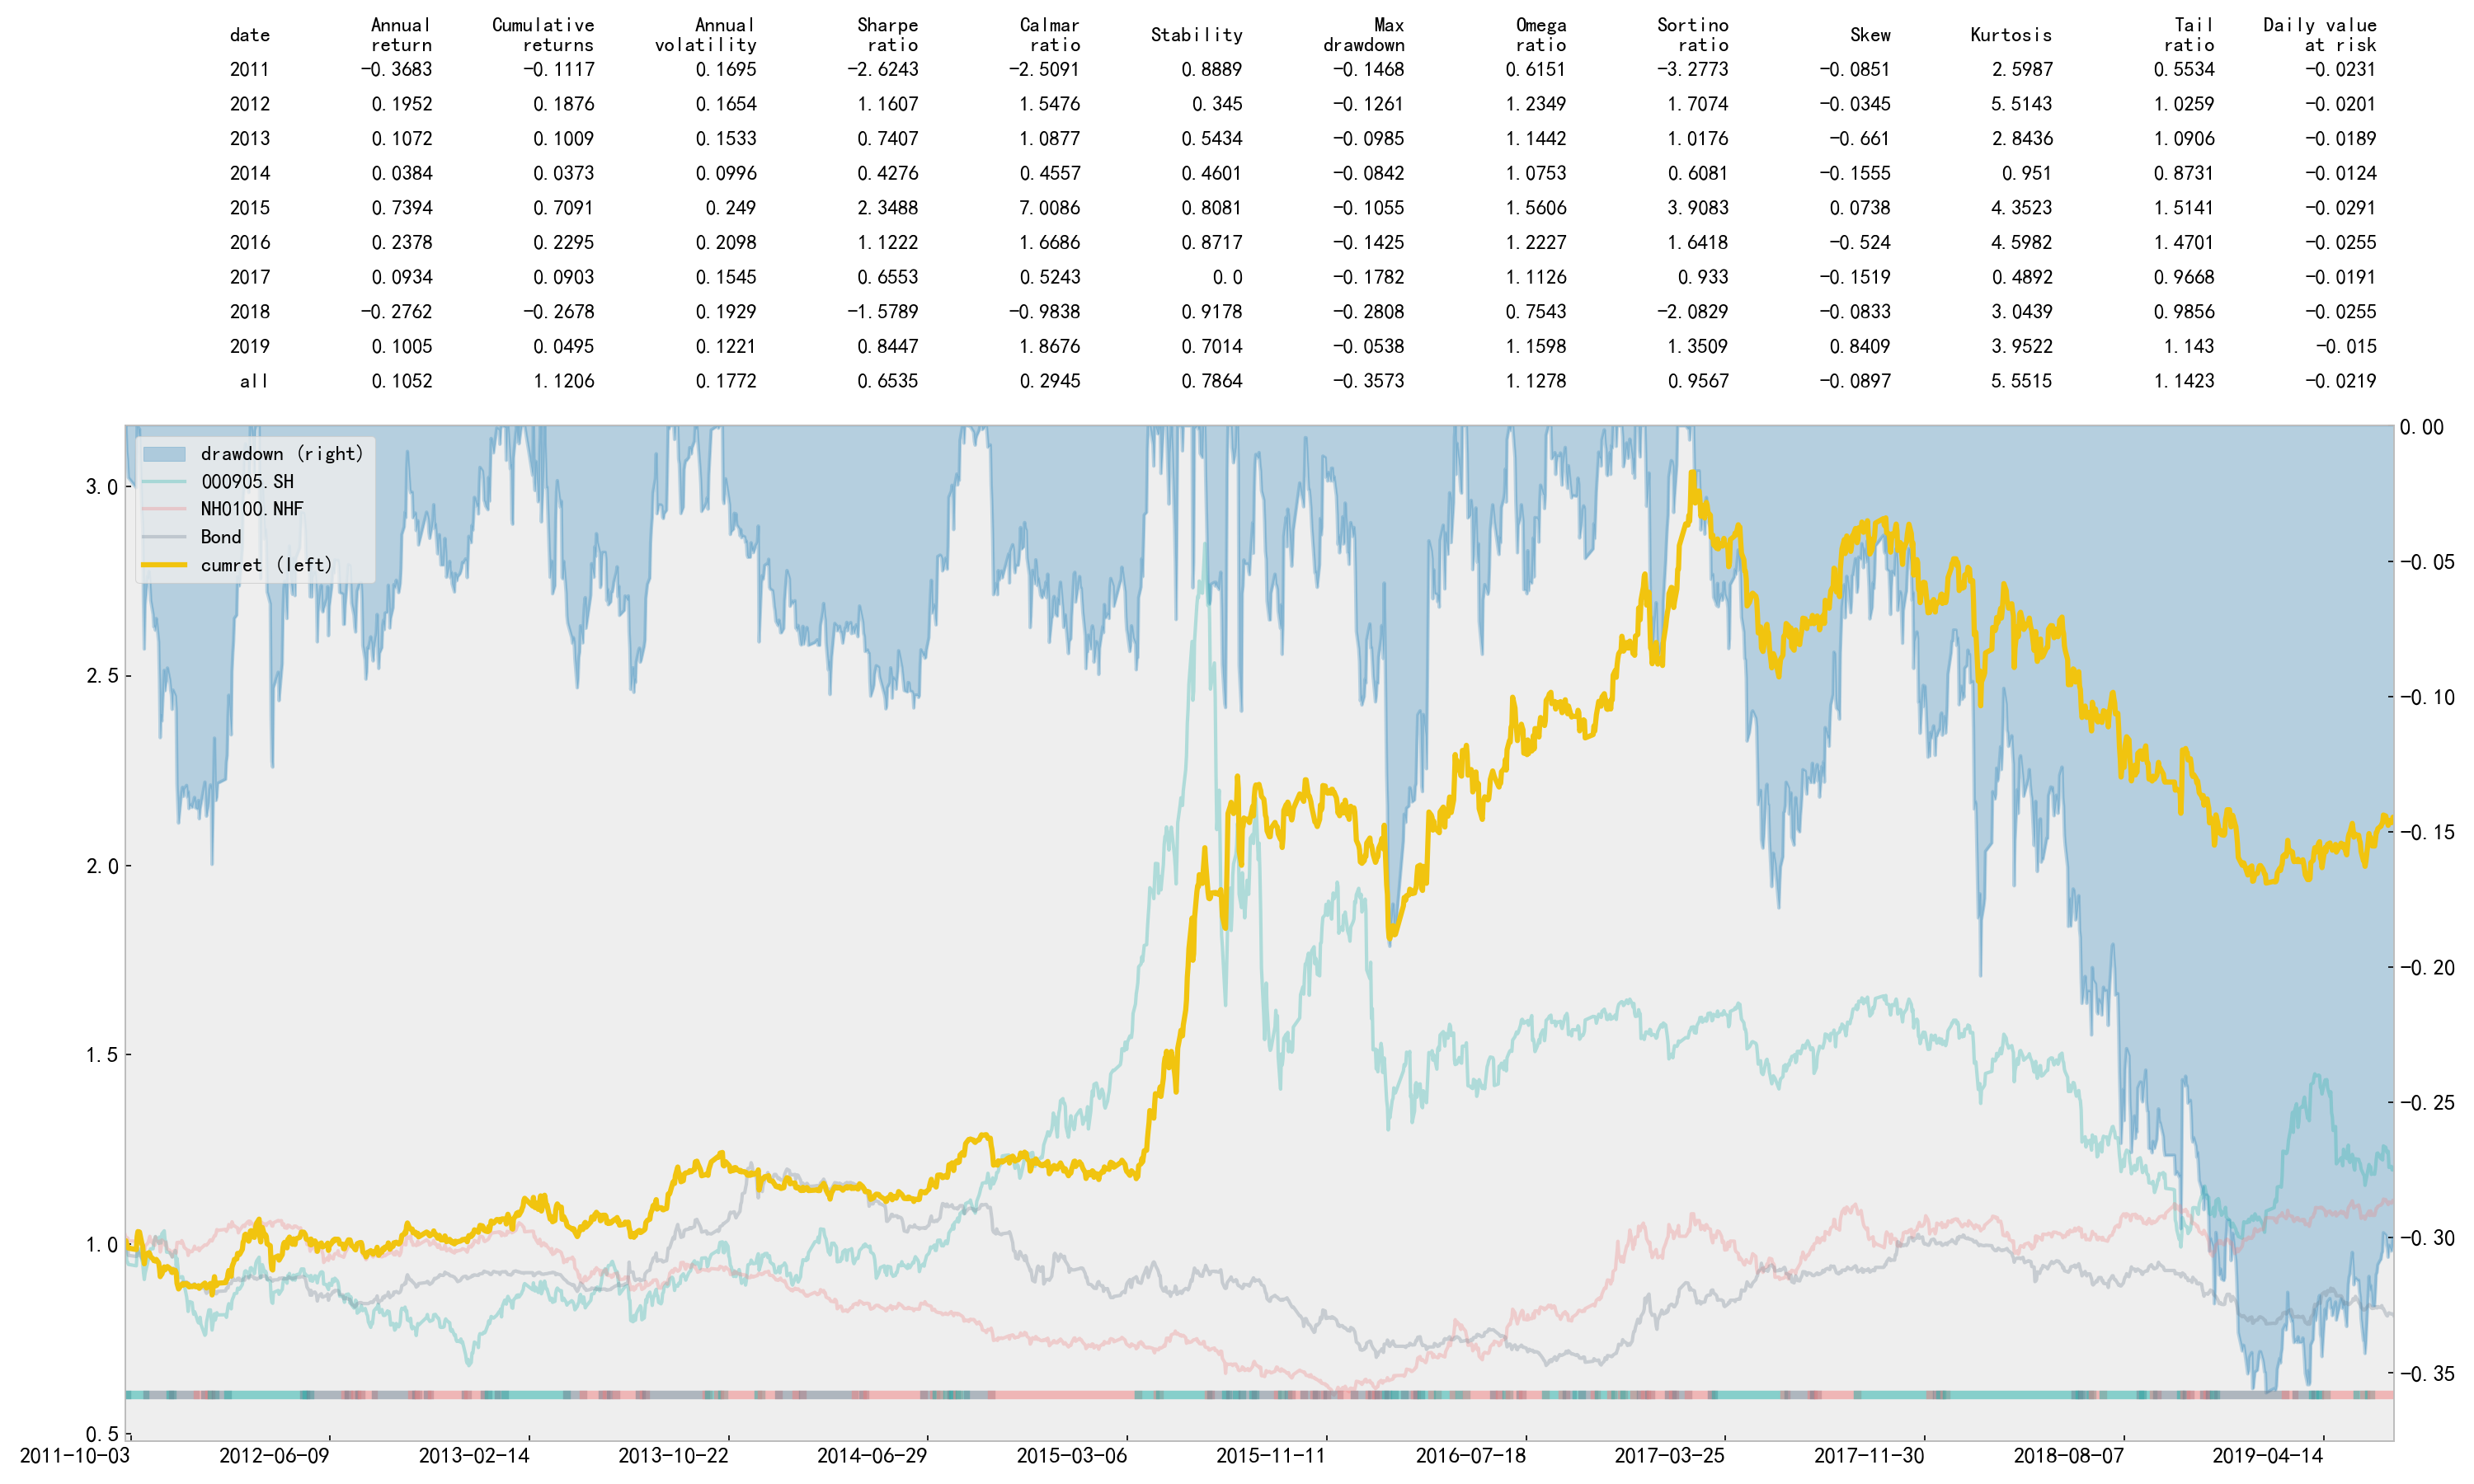 date Annual return Cumulative returns Annual volatility Sharpe ratio Calmar ratio Stability Max drawdown Omega ratio Sortino ratio Skew Kurtosis Tail ratio Daily value at risk
2011 −0.3683 −0.1117 0.1695 −2.6243 −2.5091 0.8889 −0.1468 0.6151 −3.2773 −0.0851 2.5987 0.5534 −0.0231
2012 0.1952 0.1876 0.1654 1.1607 1.5476 0.345 −0.1261 1.2349 1.7074 −0.0345 5.5143 1.0259 −0.0201
2013 0.1072 0.1009 0.1533 0.7407 1.0877 0.5434 −0.0985 1.1442 1.0176 −0.661 2.8436 1.0906 −0.0189
2014 0.0384 0.0373 0.0996 0.4276 0.4557 0.4601 −0.0842 1.0753 0.6081 −0.1555 0.951 0.8731 −0.0124
2015 0.7394 0.7091 0.249 2.3488 7.0086 0.8081 −0.1055 1.5606 3.9083 0.0738 4.3523 1.5141 −0.0291
2016 0.2378 0.2295 0.2098 1.1222 1.6686 0.8717 −0.1425 1.2227 1.6418 −0.524 4.5982 1.4701 −0.0255
2017 0.0934 0.0903 0.1545 0.6553 0.5243 0.0 −0.1782 1.1126 0.933 −0.1519 0.4892 0.9668 −0.0191
2018 −0.2762 −0.2678 0.1929 −1.5789 −0.9838 0.9178 −0.2808 0.7543 −2.0829 −0.0833 3.0439 0.9856 −0.0255
2019 0.1005 0.0495 0.1221 0.8447 1.8676 0.7014 −0.0538 1.1598 1.3509 0.8409 3.9522 1.143 −0.015
all 0.1052 1.1206 0.1772 0.6535 0.2945 0.7864 −0.3573 1.1278 0.9567 −0.0897 5.5515 1.1423 −0.0219
drawdown (right)
000905.SH
NH0100.NHF
Bond
cumret (left)
3.0
2.5
2.0
1.5
1.0
0.5
0.00
−0.05
−0.10
−0.15
−0.20
−0.25
−0.30
−0.35
2011-10-03 2012-06-09 2013-02-14 2013-10-22 2014-06-29 2015-03-06 2015-11-11 2016-07-18 2017-03-25 2017-11-30 2018-08-07 2019-04-14